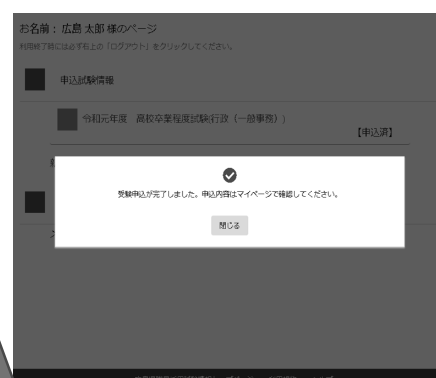 お名前：広島 太郎 様のページ
利用終了時には必ず右上の「ログアウト」をクリックしてください。
申込試験情報
令和元年度 高校卒業程度試験(行政（一般事務）)
【申込済】
受験申込が完了しました。申込内容はマイページで確認してください。
閉じる